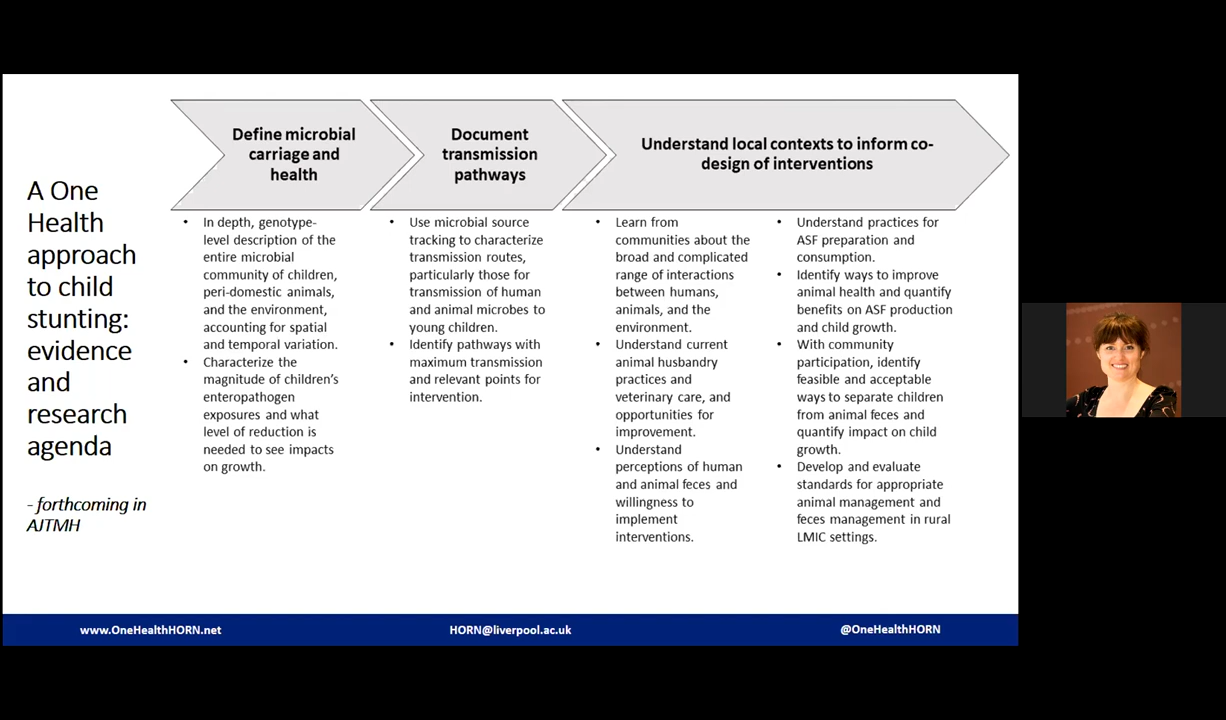 A One
Health
approach
to child
stunting:
evidence
and
research
agenda
- forthcoming in
AJTMH
Define microbial
carriage and
health
• In depth, genotype-
level description of the
entire microbial
community of children,
peri-domestic animals,
and the environment,
accounting for spatial
and temporal variation.
• Characterize the
magnitude of children's
enteropathogen
exposures and what
level of reduction is
needed to see impacts
on growth.
Document
transmission
pathways
• Use microbial source
tracking to characterize
transmission routes,
particularly those for
transmission of human
and animal microbes to
young children.
• Identify pathways with
maximum transmission
and relevant points for
intervention.
Understand local contexts to inform co-
design of interventions
• Learn from
communities about the
broad and complicated
range of interactions
between humans,
animals, and the
environment.
• Understand current
animal husbandry
practices and
veterinary care, and
opportunities for
improvement.
• Understand
perceptions of human
and animal feces and
willingness to
implement
interventions.
• Understand practices for
ASF preparation and
consumption.
• Identify ways to improve
animal health and quantify
benefits on ASF production
and child growth.
• With community
participation, identify
feasible and acceptable
ways to separate children
from animal feces and
quantify impact on child
growth.
• Develop and evaluate
standards for appropriate
animal management and
feces management in rural
LMIC settings.
www.OneHealthHORN.net
HORN@liverpool.ac.uk
@OneHealthHORN